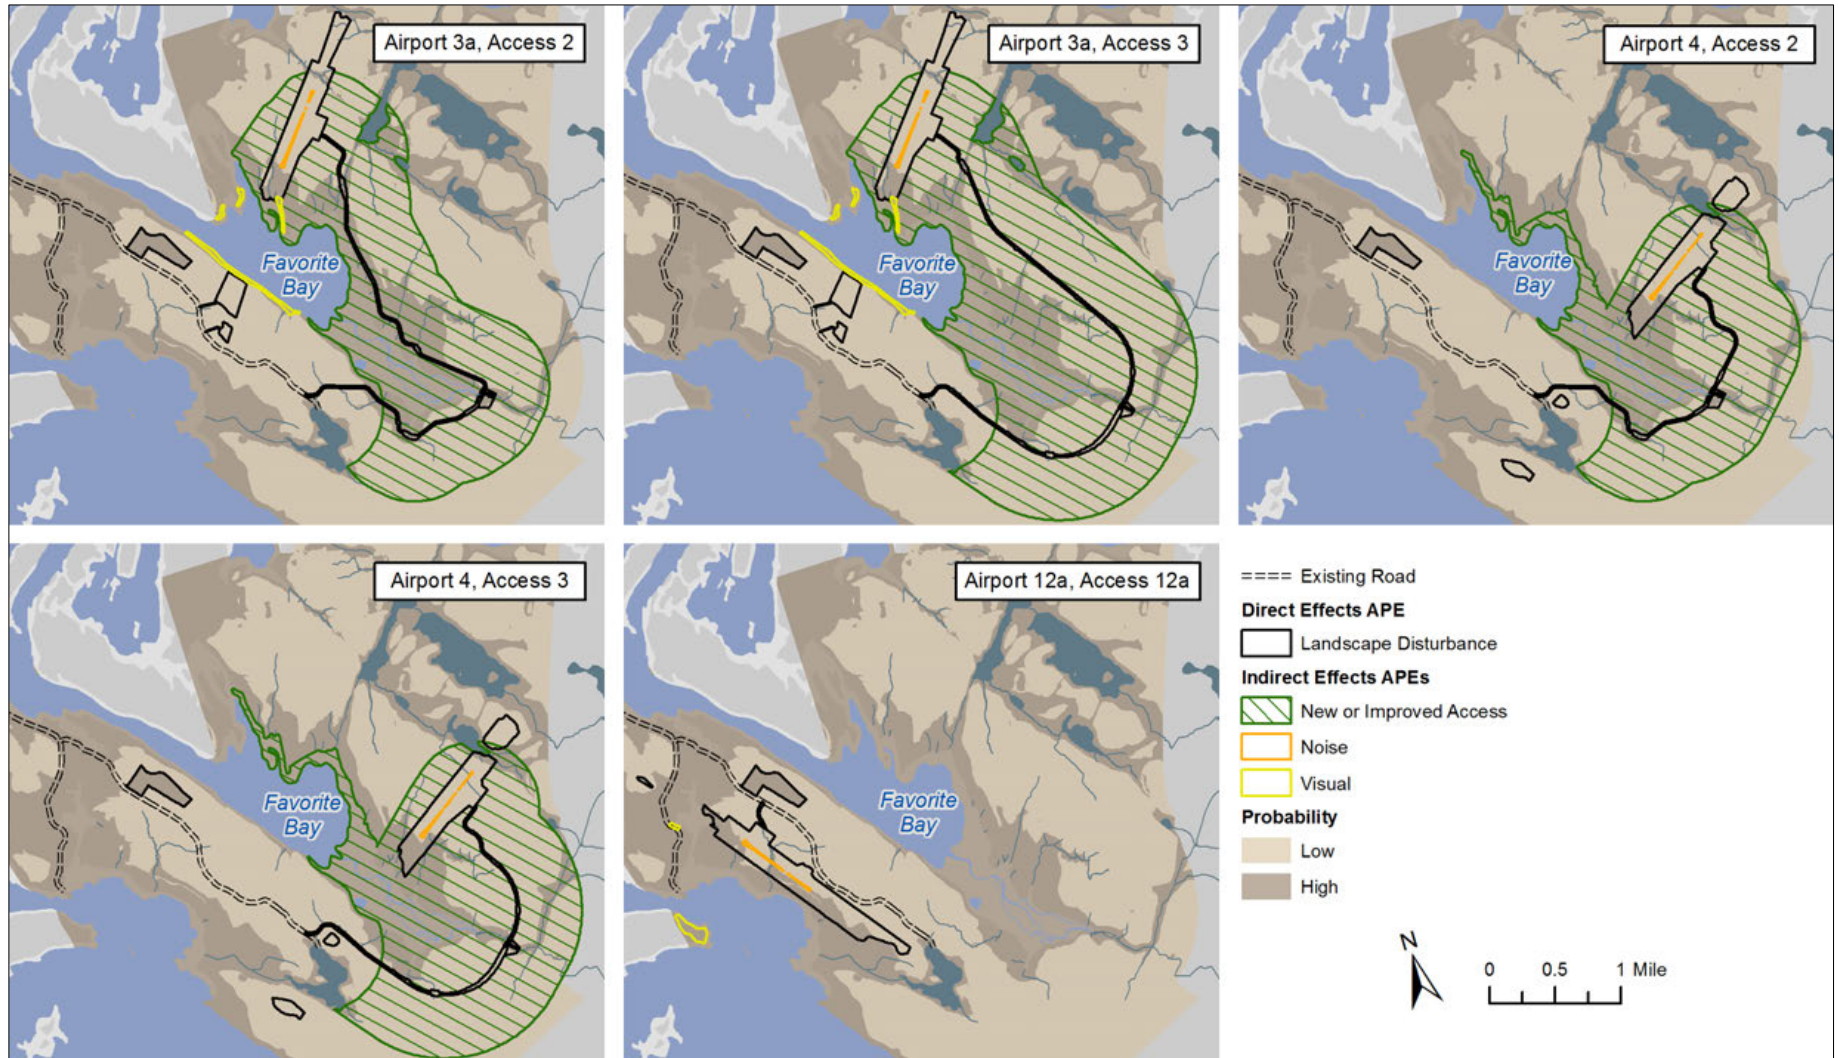 Airport 3a, Access 2
Favorite
Bay
Airport 3a, Access 3
Favorite
Bay
Airport 4, Access 2
Favorite
Bay
Airport 4, Access 3
Favorite
Bay
Airport 12a, Access 12a
Favorite
Bay
Existing Road
Direct Effects APE
Landscape Disturbance
Indirect Effects APEs
New or Improved Access
Noise
Visual
Probability
Low
High
N
0 0.5 1 Mile